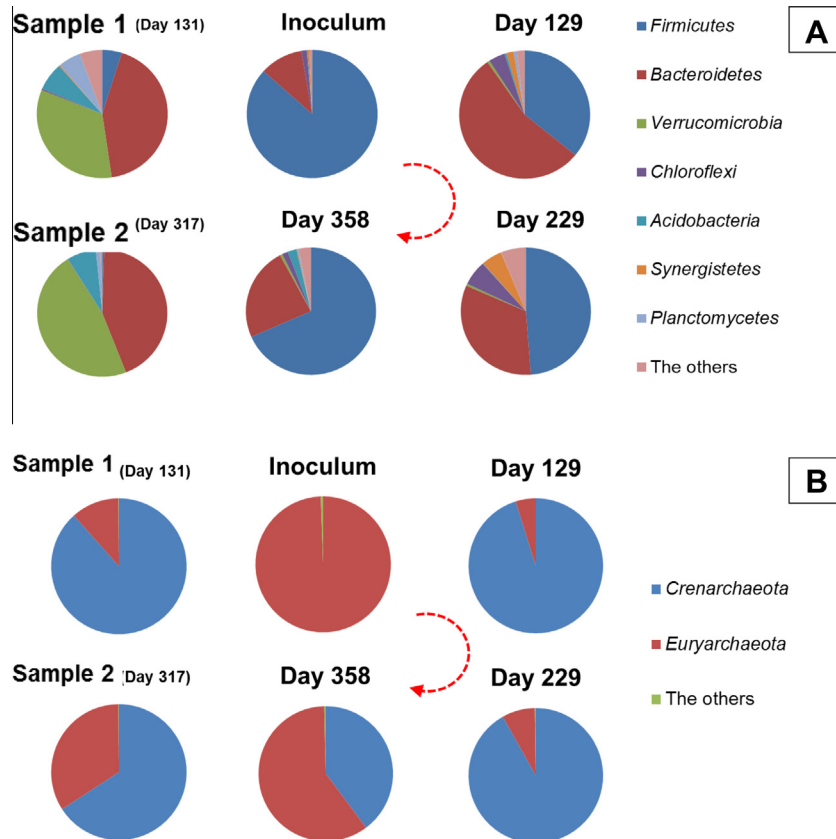 Sample 1 (Day 131)
Inoculum
Day 129
Sample 2 (Day 317)
Day 358
Day 229
Firmicutes
Bacteroidetes
Verrucomicrobia
Chloroflexi
Acidobacteria
Synergistetes
Planctomycetes
The others
A
Sample 1 (Day 131)
Inoculum
Day 129
Sample 2 (Day 317)
Day 358
Day 229
Crenarchaeota
Euryarchaeota
The others
B